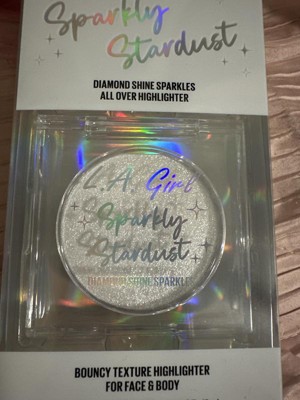 Sparkly
Stardust
DIAMOND SHINE SPARKLES
ALL OVER HIGHLIGHTER
L.A. Girl
Sparkly
Stardust
DIAMOND SHINE SPARKLES
BOUNCY TEXTURE HIGHLIGHTER
FOR FACE & BODY